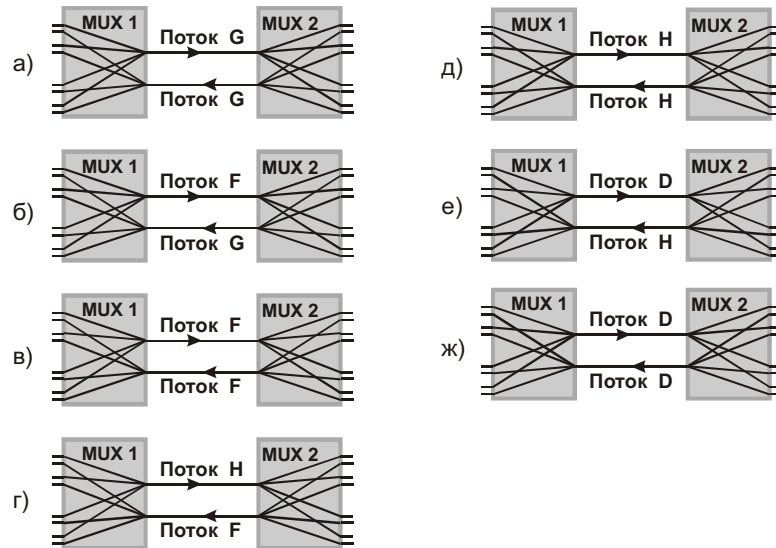 а)
MUX 1
Поток G
MUX 2
Поток G
б)
MUX 1
Поток F
MUX 2
Поток G
в)
MUX 1
Поток F
MUX 2
Поток F
г)
MUX 1
Поток H
MUX 2
Поток F
д)
MUX 1
Поток H
MUX 2
Поток H
е)
MUX 1
Поток D
MUX 2
Поток H
ж)
MUX 1
Поток D
MUX 2
Поток D